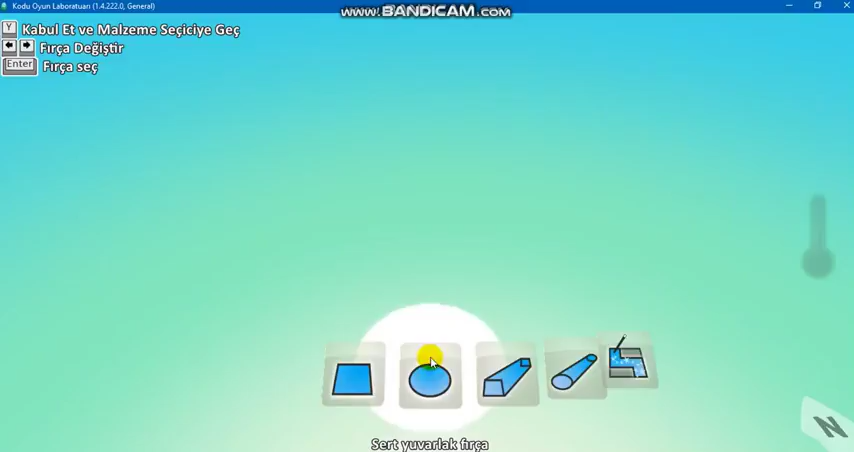 Kodu Oyun Laboratuarı (1.4.222.0, General)
www.BANDICAM.com
Y Kabul Et ve Malzeme Seçiciye Geç
Fırça Değiştir
Enter Fırça seç
N
Sert yuvarlak fırça